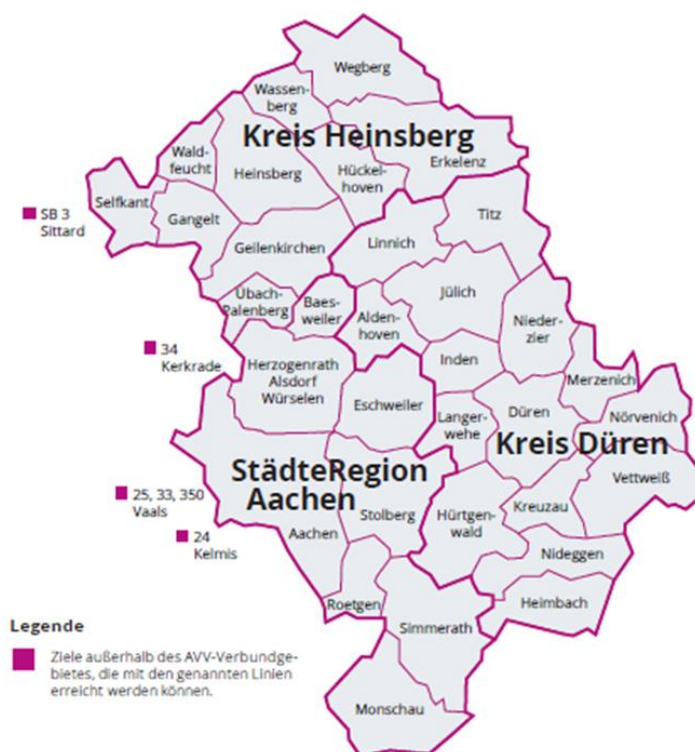 Wegberg
Wassen-
berg
Kreis Heinsberg
Erkelenz
Wald-
feucht
Heinsberg
Hückel-
hoven
Selfkant
SB 3
Sittard
Gangelt
Titz
Geilenkirchen
Linnich
Übach-
Palenberg
Baes-
weiler
Jülich
Alden-
hoven
Nieder-
zier
34
Kerkrade
Herzogenrath
Alsdorf
Würselen
Inden
Merzenich
Eschweiler
Langer-
wehe
Düren
Nörvenich
Kreis Düren
StädteRegion
Aachen
Vettweiß
25, 33, 350
Vaals
Stolberg
Hürtgen-
wald
Kreuzau
24
Kelmis
Aachen
Nideggen
Roetgen
Heimbach
Simmerath
Legende
Ziele außerhalb des AVV-Verbundge-
bietes, die mit den genannten Linien
erreicht werden können.
Monschau